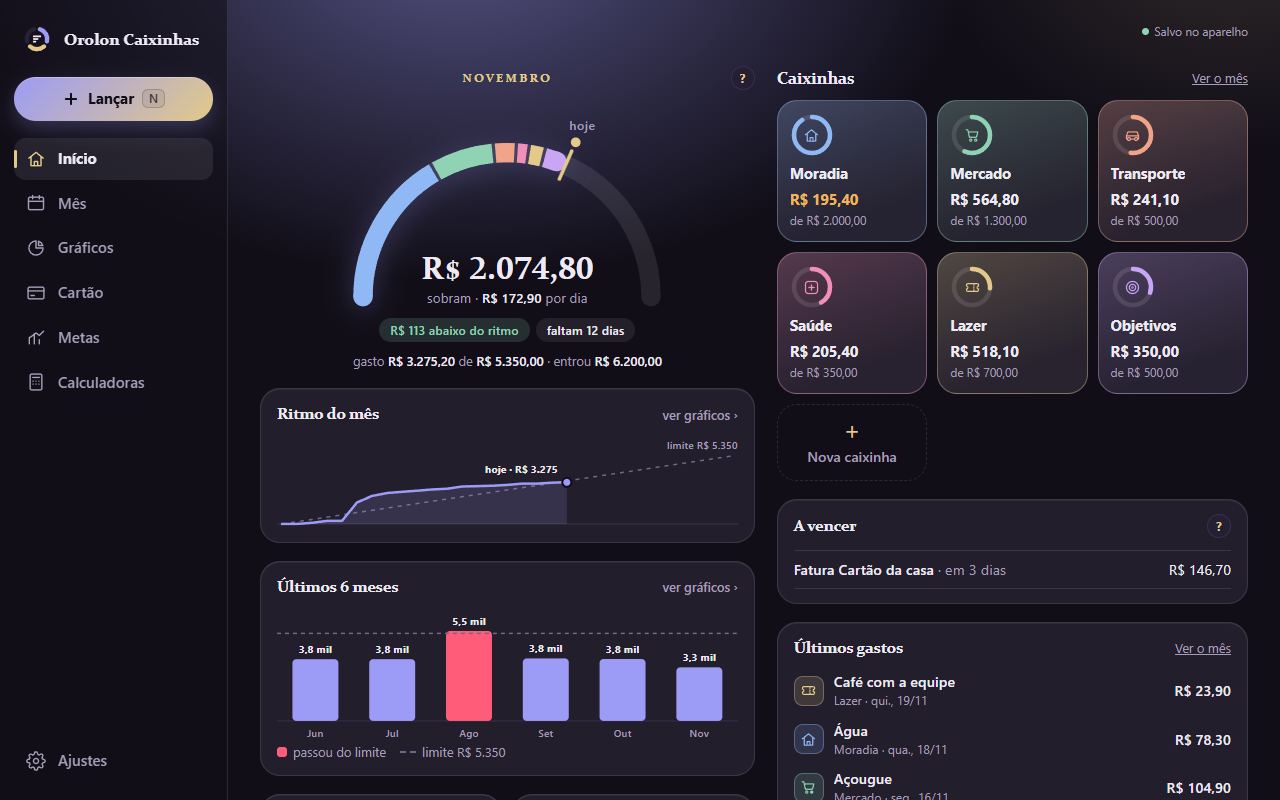 Orolon Caixinhas
+ Lançar N
Início
Mês
Gráficos
Cartão
Metas
Calculadoras
Ajustes
Salvo no aparelho
NOVEMBRO
?
hoje
R$ 2.074,80
sobram · R$ 172,90 por dia
R$ 113 abaixo do ritmo
faltam 12 dias
gasto R$ 3.275,20 de R$ 5.350,00 · entrou R$ 6.200,00
Ritmo do mês
ver gráficos ›
limite R$ 5.350
hoje · R$ 3.275
Últimos 6 meses
ver gráficos ›
3,8 mil
3,8 mil
5,5 mil
3,8 mil
3,8 mil
3,3 mil
Jun
Jul
Ago
Set
Out
Nov
passou do limite
limite R$ 5.350
Caixinhas
Ver o mês
Moradia
R$ 195,40
de R$ 2.000,00
Mercado
R$ 564,80
de R$ 1.300,00
Transporte
R$ 241,10
de R$ 500,00
Saúde
R$ 205,40
de R$ 350,00
Lazer
R$ 518,10
de R$ 700,00
Objetivos
R$ 350,00
de R$ 500,00
+
Nova caixinha
A vencer
?
Fatura Cartão da casa · em 3 dias
R$ 146,70
Últimos gastos
Ver o mês
Café com a equipe
Lazer · qui., 19/11
R$ 23,90
Água
Moradia · qua., 18/11
R$ 78,30
Açougue
Mercado · seg., 16/11
R$ 104,90